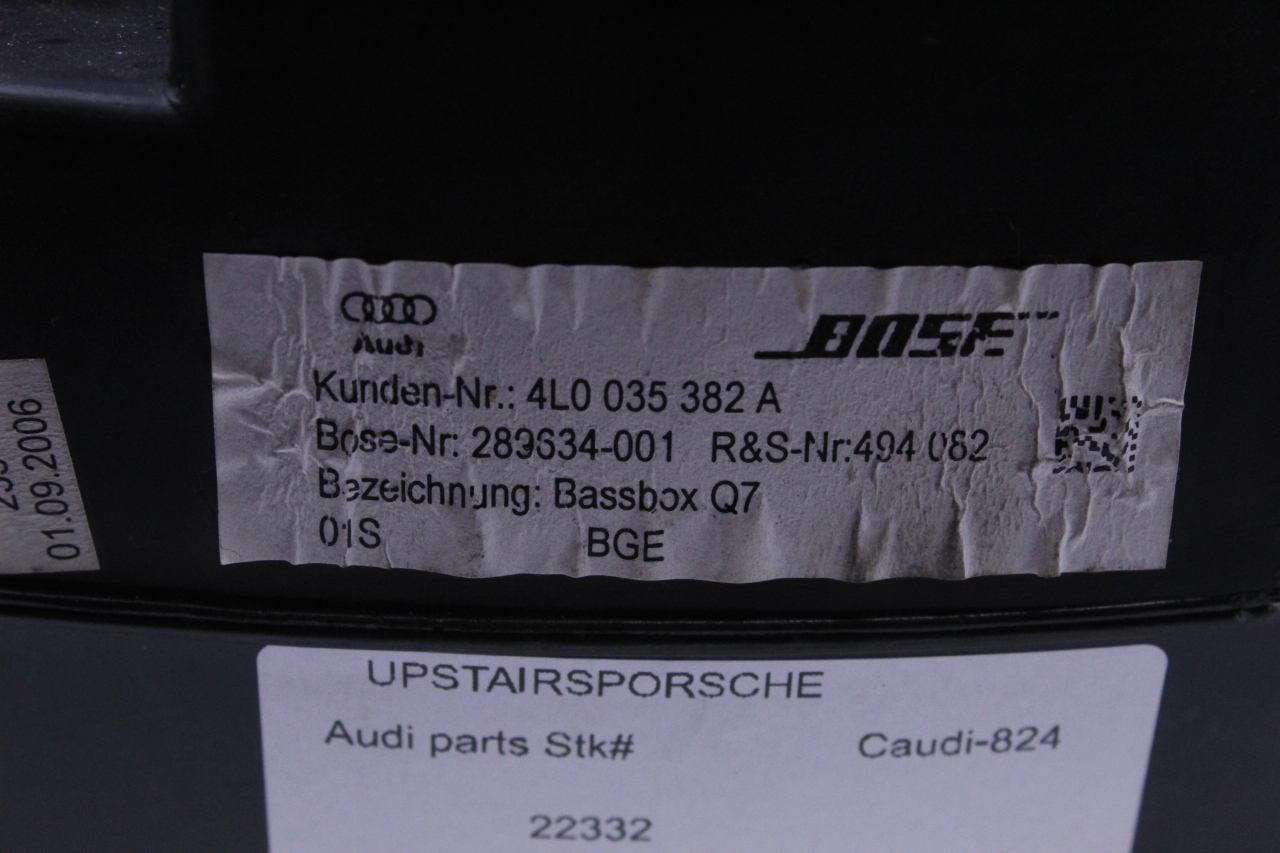 Audi
BOSE
Kunden-Nr.: 4L0 035 382 A
Bose-Nr: 289634-001 R&S-Nr:494 082
Bezeichnung: Bassbox Q7
01S BGE
01.09.2006
UPSTAIRSPORSCHE
Audi parts Stk# Caudi-824
22332